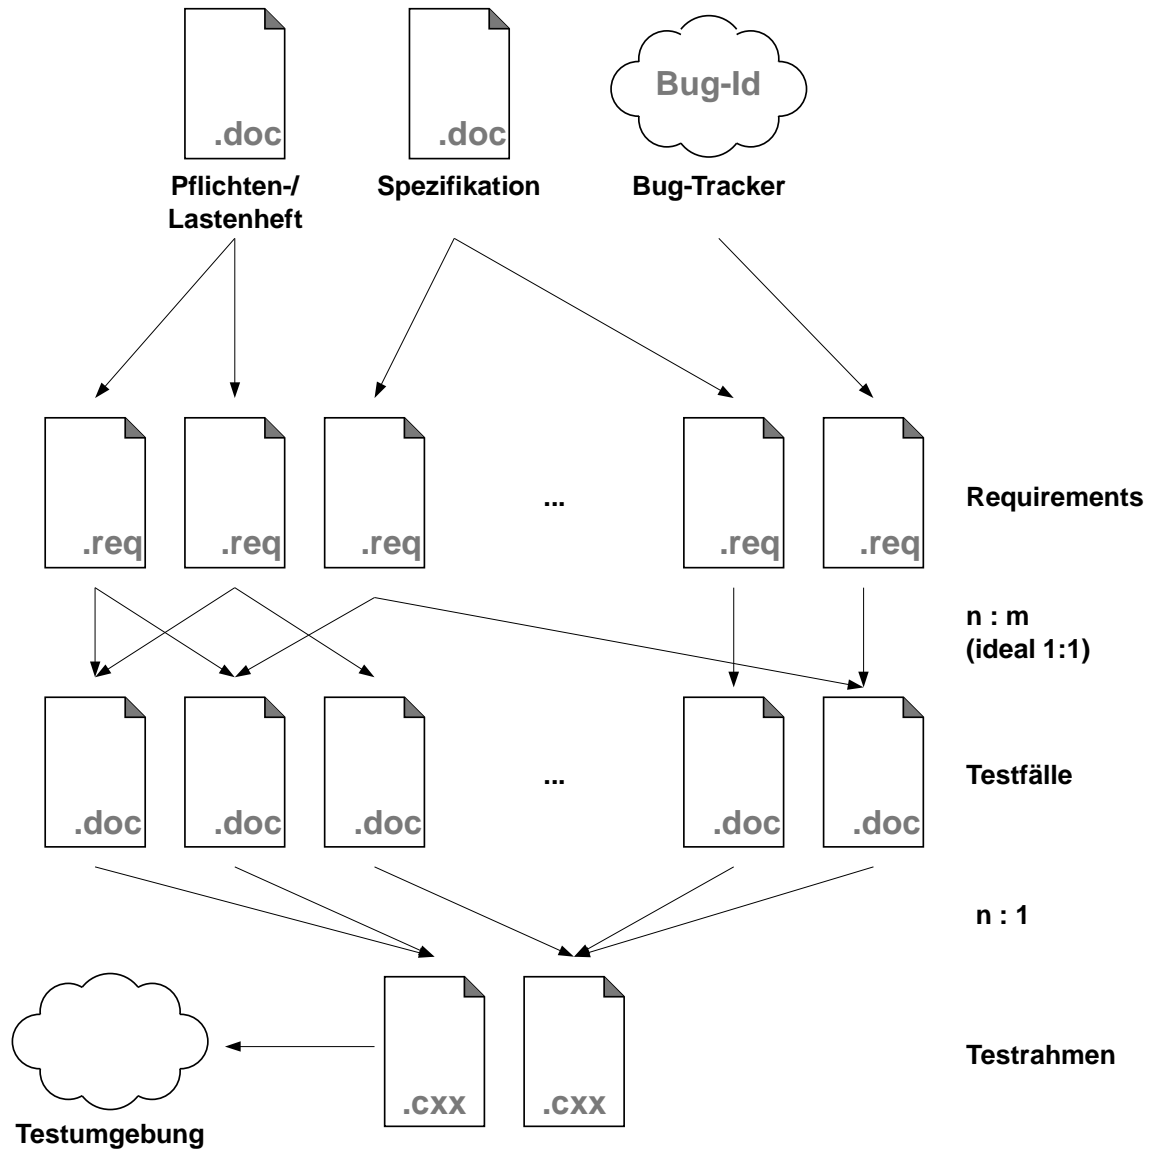 .doc
.doc
Bug-Id
Pflichten-/
Lastenheft
Spezifikation
Bug-Tracker
.req
.req
.req
...
.req
.req
Requirements
n : m
(ideal 1:1)
.doc
.doc
.doc
...
.doc
.doc
Testfälle
n : 1
.cxx
.cxx
Testrahmen
Testumgebung